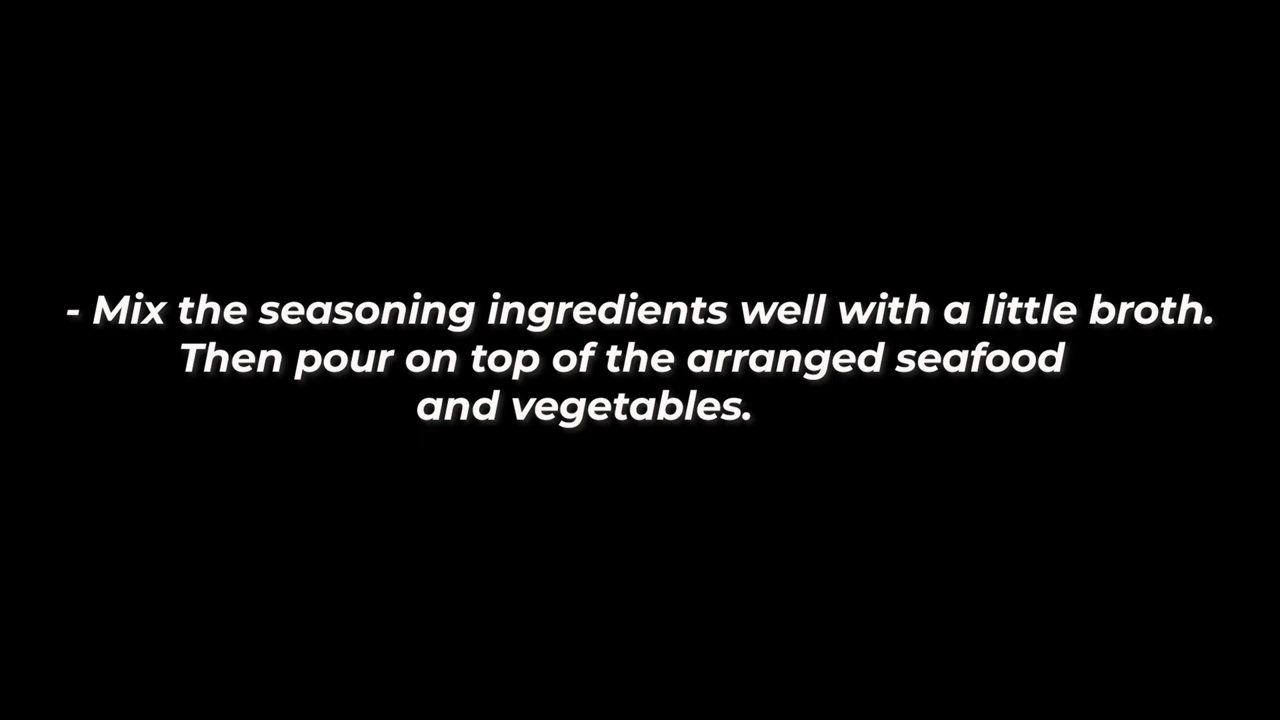 - Mix the seasoning ingredients well with a little broth.
Then pour on top of the arranged seafood
and vegetables.